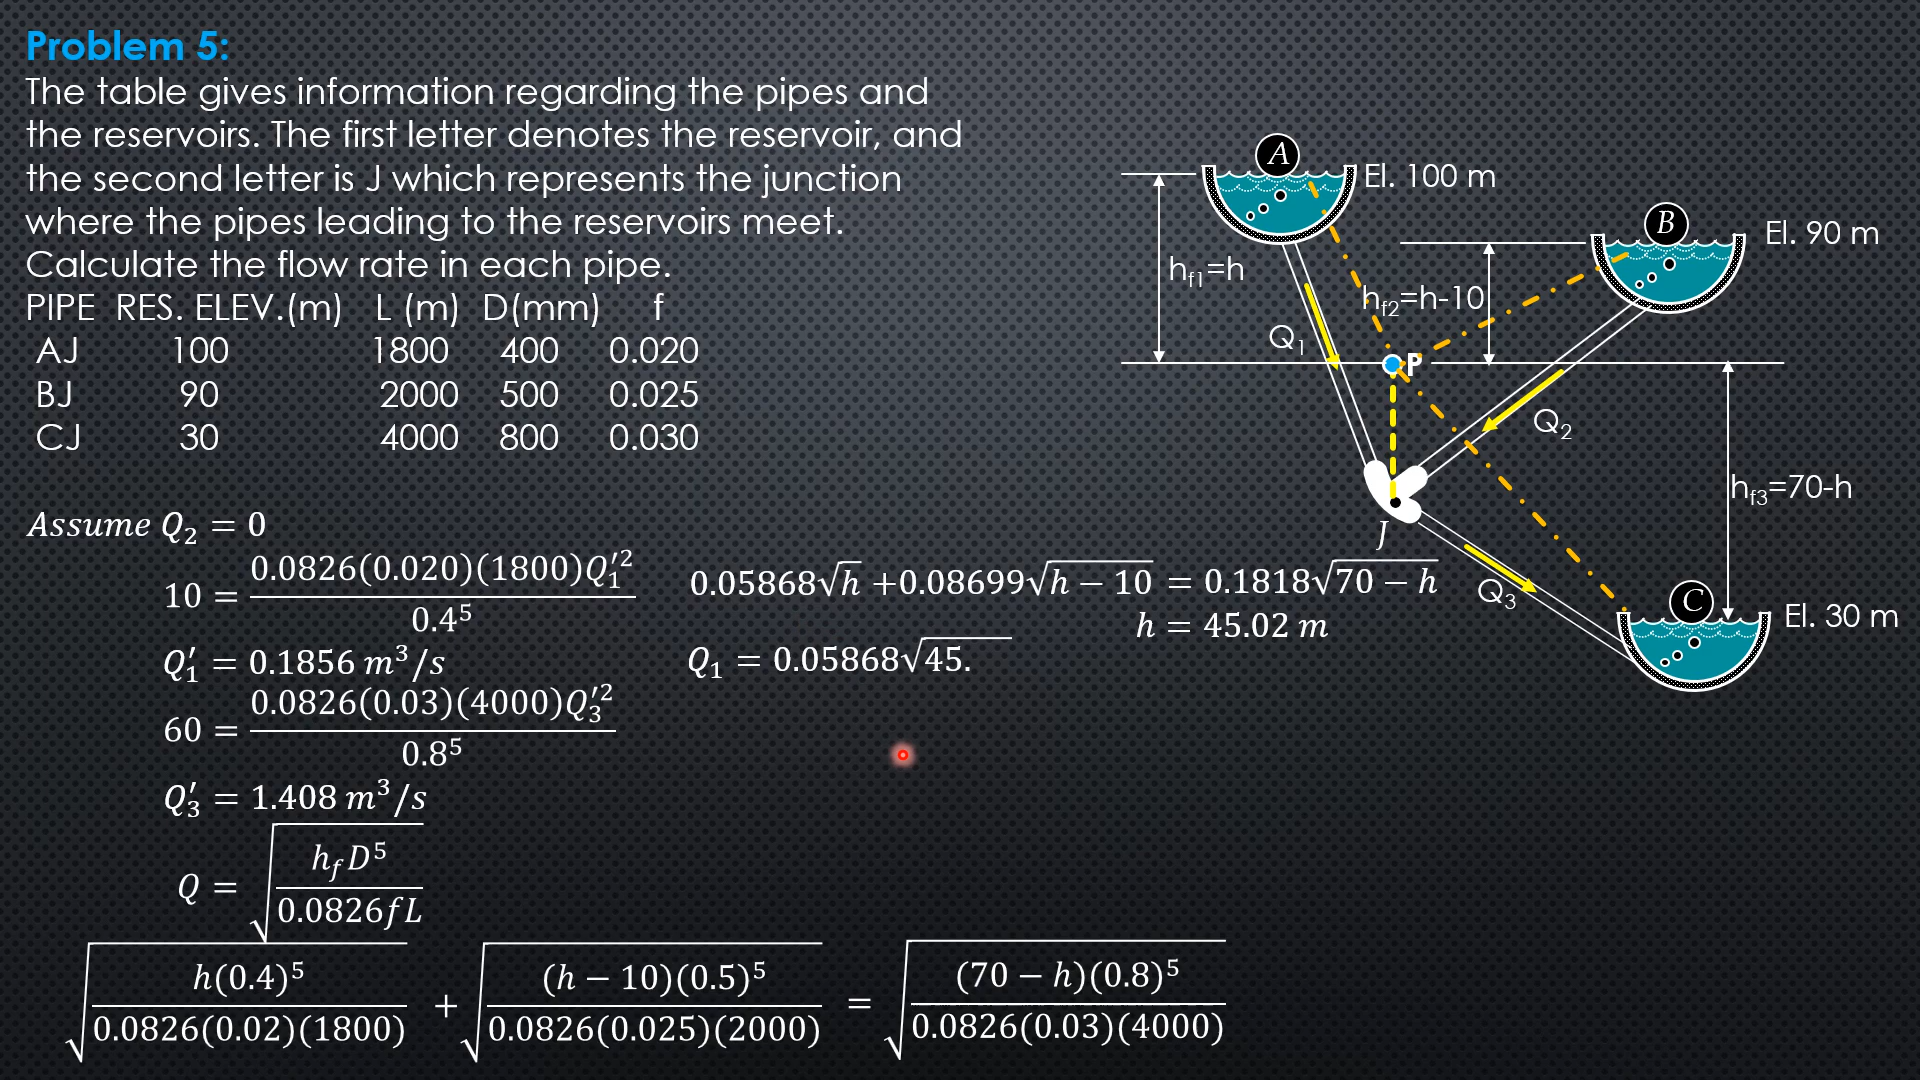 Problem 5:
The table gives information regarding the pipes and
the reservoirs. The first letter denotes the reservoir, and
the second letter is J which represents the junction
where the pipes leading to the reservoirs meet.
Calculate the flow rate in each pipe.
PIPE RES. ELEV.(m) L (m) D(mm) f
AJ 100 1800 400 0.020
BJ 90 2000 500 0.025
CJ 30 4000 800 0.030
Assume Q₂ = 0
10 = 0.0826(0.020)(1800)Q₁′² / 0.4⁵
Q₁′ = 0.1856 m³/s
60 = 0.0826(0.03)(4000)Q₃′² / 0.8⁵
Q₃′ = 1.408 m³/s
Q = √(h_f D⁵ / 0.0826fL)
√(h(0.4)⁵ / 0.0826(0.02)(1800)) + √((h − 10)(0.5)⁵ / 0.0826(0.025)(2000)) = √((70 − h)(0.8)⁵ / 0.0826(0.03)(4000))
0.05868√h +0.08699√(h − 10) = 0.1818√(70 − h)
h = 45.02 m
Q₁ = 0.05868√45.
A
El. 100 m
B
El. 90 m
h_f1=h
h_f2=h-10
Q₁
P
Q₂
h_f3=70-h
J
Q₃
C
El. 30 m